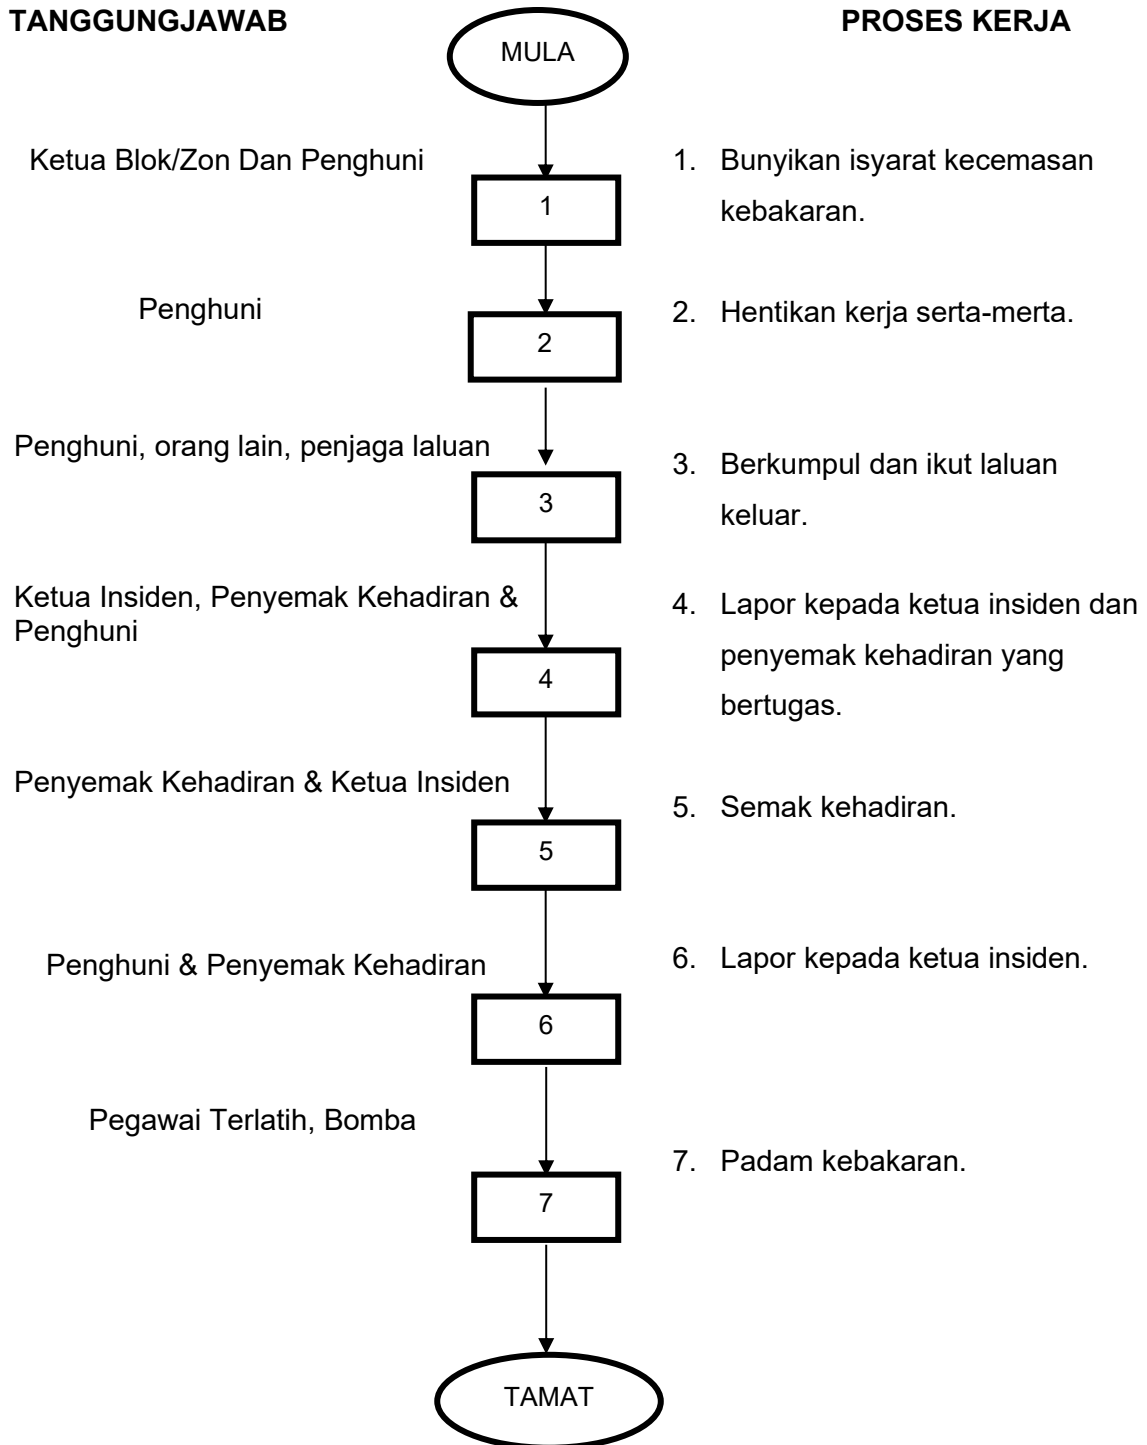 TANGGUNGJAWAB
PROSES KERJA
MULA
Ketua Blok/Zon Dan Penghuni
1
1. Bunyikan isyarat kecemasan
kebakaran.
Penghuni
2
2. Hentikan kerja serta-merta.
Penghuni, orang lain, penjaga laluan
3
3. Berkumpul dan ikut laluan
keluar.
Ketua Insiden, Penyemak Kehadiran &
Penghuni
4
4. Lapor kepada ketua insiden dan
penyemak kehadiran yang
bertugas.
Penyemak Kehadiran & Ketua Insiden
5
5. Semak kehadiran.
Penghuni & Penyemak Kehadiran
6
6. Lapor kepada ketua insiden.
Pegawai Terlatih, Bomba
7
7. Padam kebakaran.
TAMAT